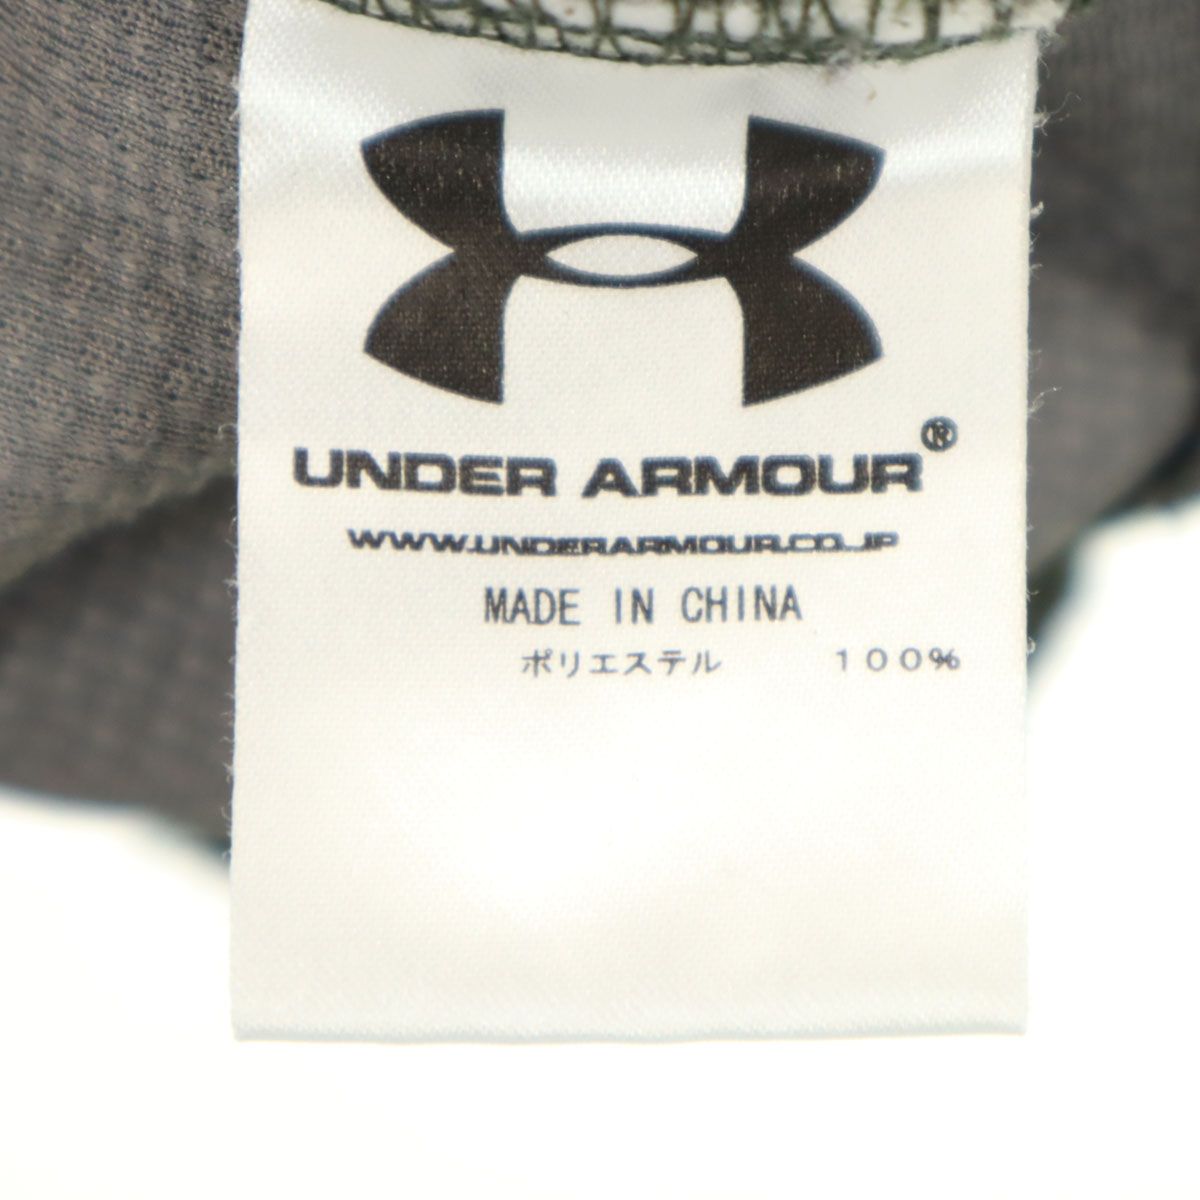 UNDER ARMOUR®
WWW.UNDERARMOUR.CO.JP
MADE IN CHINA
ポリエステル　１００％